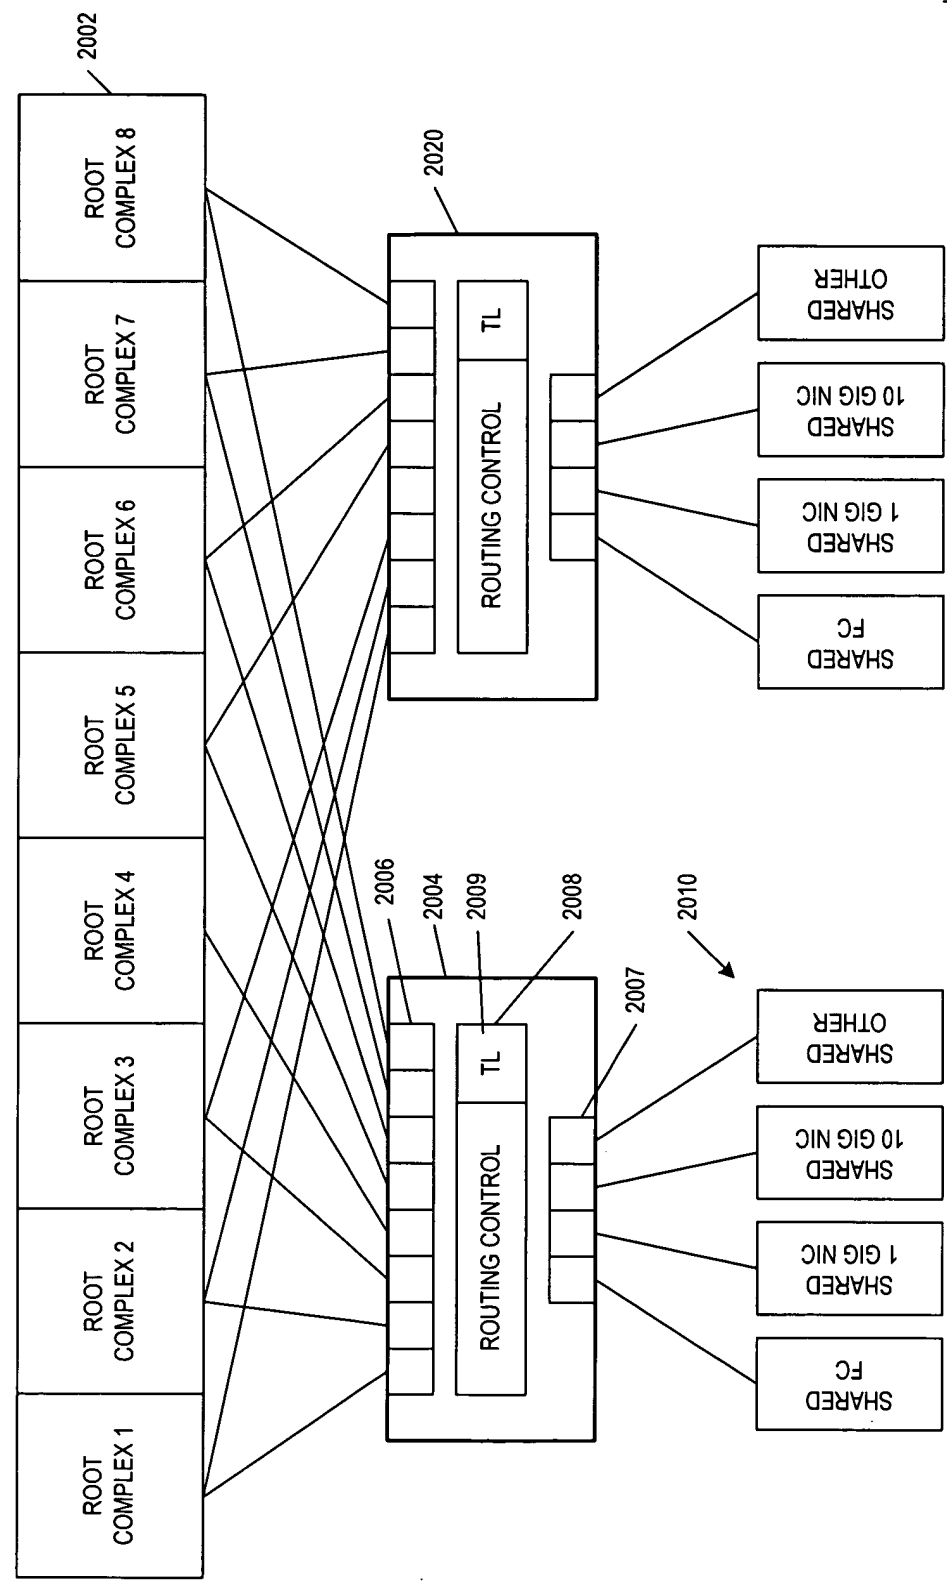 2002
ROOT
COMPLEX 1
ROOT
COMPLEX 2
ROOT
COMPLEX 3
ROOT
COMPLEX 4
ROOT
COMPLEX 5
ROOT
COMPLEX 6
ROOT
COMPLEX 7
ROOT
COMPLEX 8
2006
2004
2009
2008
2007
2010
ROUTING CONTROL
TL
2020
ROUTING CONTROL
TL
SHARED
FC
SHARED
1 GIG NIC
SHARED
10 GIG NIC
SHARED
OTHER
SHARED
FC
SHARED
1 GIG NIC
SHARED
10 GIG NIC
SHARED
OTHER